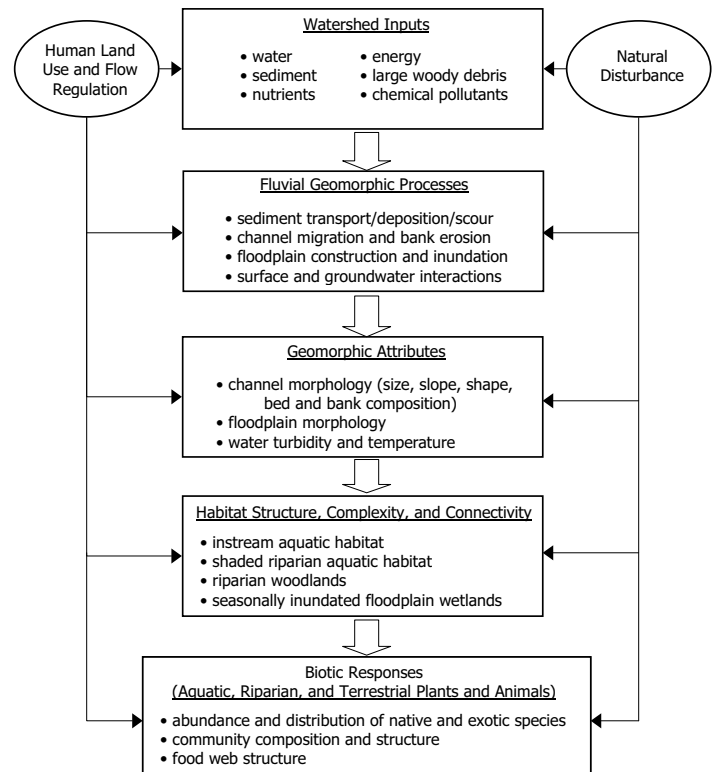 Human Land
Use and Flow
Regulation
Watershed Inputs
• water
• sediment
• nutrients
• energy
• large woody debris
• chemical pollutants
Natural
Disturbance
Fluvial Geomorphic Processes
• sediment transport/deposition/scour
• channel migration and bank erosion
• floodplain construction and inundation
• surface and groundwater interactions
Geomorphic Attributes
• channel morphology (size, slope, shape,
bed and bank composition)
• floodplain morphology
• water turbidity and temperature
Habitat Structure, Complexity, and Connectivity
• instream aquatic habitat
• shaded riparian aquatic habitat
• riparian woodlands
• seasonally inundated floodplain wetlands
Biotic Responses
(Aquatic, Riparian, and Terrestrial Plants and Animals)
• abundance and distribution of native and exotic species
• community composition and structure
• food web structure